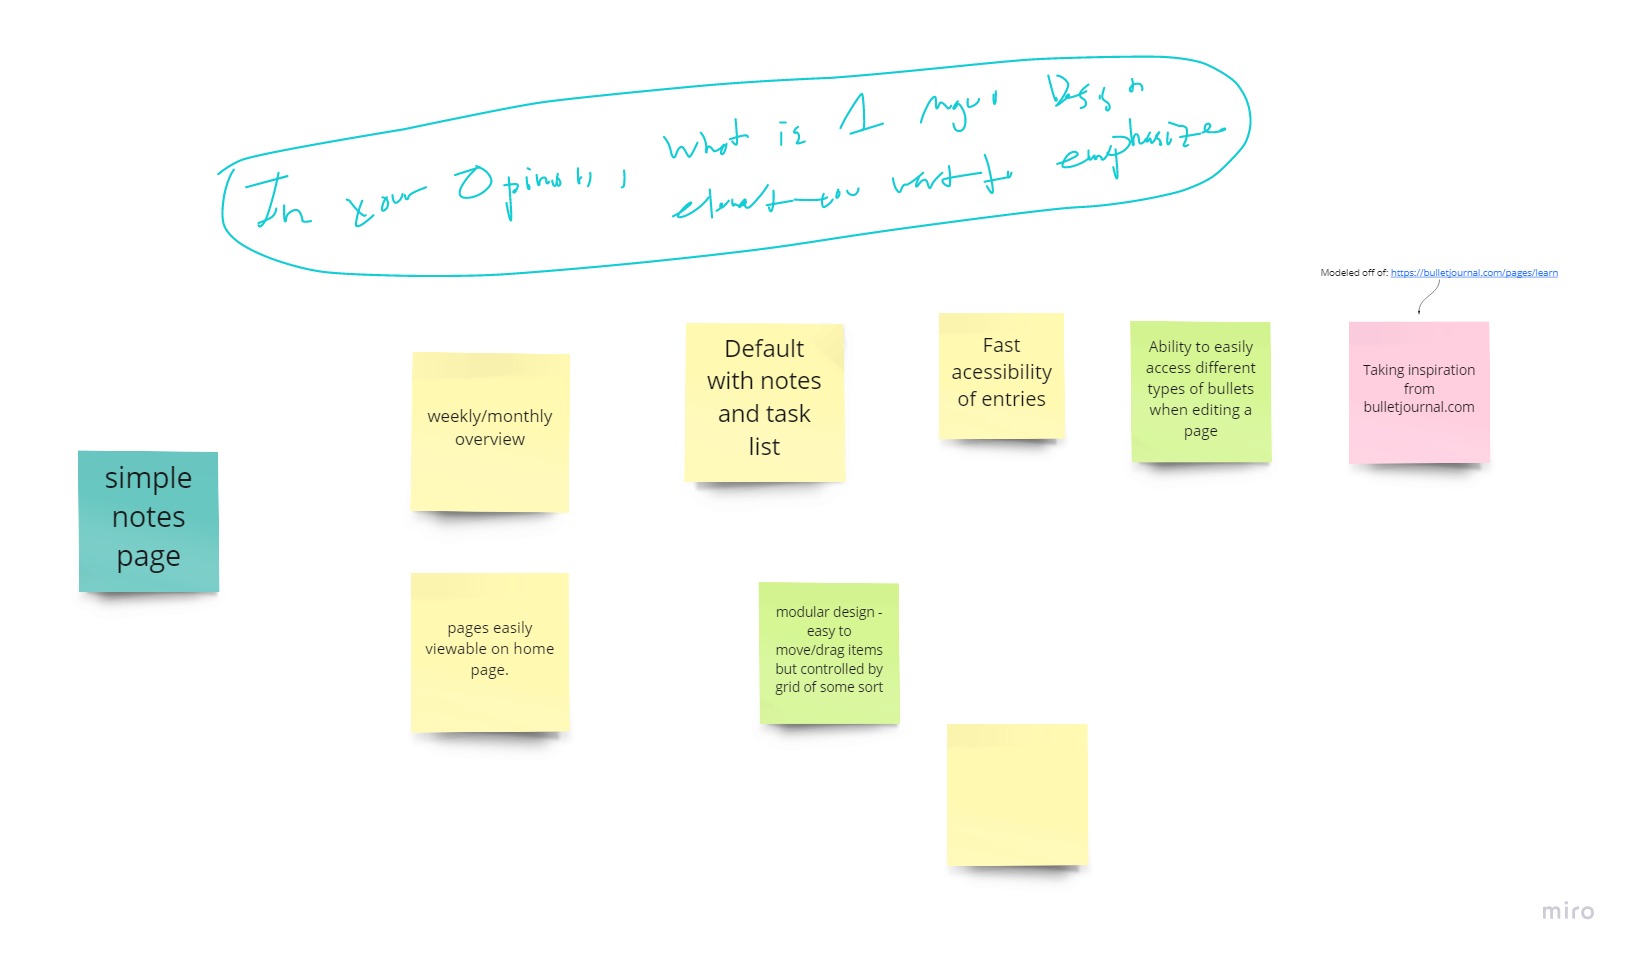 In your Opinion, what is 1 major Design
element you want to emphasize
Modeled off of: https://bulletjournal.com/pages/learn
simple
notes
page
weekly/monthly
overview
Default
with notes
and task
list
Fast
acessibility
of entries
Ability to easily
access different
types of bullets
when editing a
page
Taking inspiration
from
bulletjournal.com
pages easily
viewable on home
page.
modular design -
easy to
move/drag items
but controlled by
grid of some sort
miro